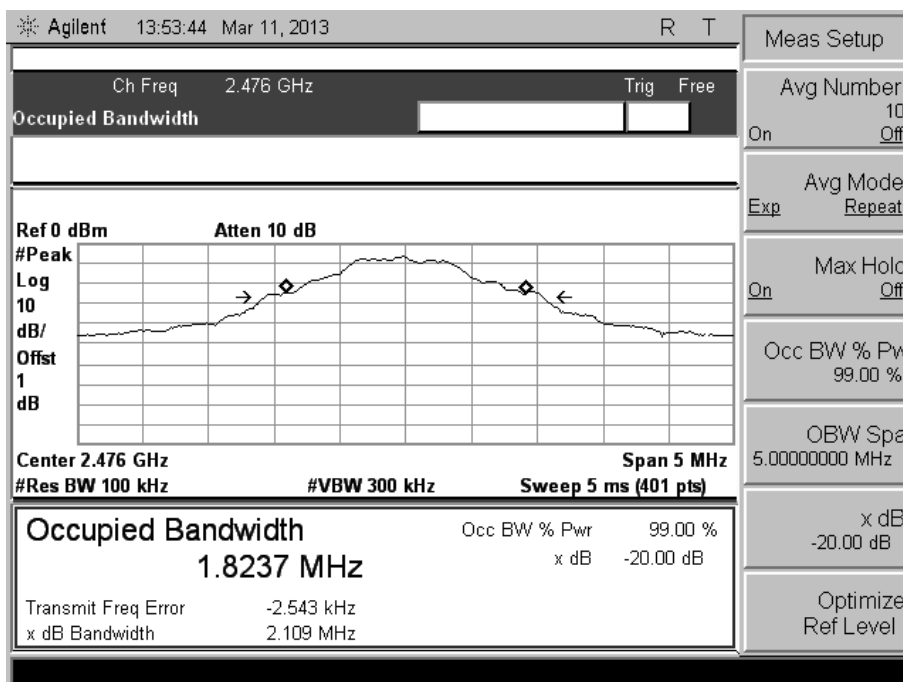 Agilent 13:53:44 Mar 11, 2013 R T
Ch Freq 2.476 GHz Trig Free
Occupied Bandwidth
Ref 0 dBm Atten 10 dB
#Peak
Log
10
dB/
Offst
1
dB
Center 2.476 GHz Span 5 MHz
#Res BW 100 kHz #VBW 300 kHz Sweep 5 ms (401 pts)
Occupied Bandwidth
1.8237 MHz
Occ BW % Pwr 99.00 %
x dB -20.00 dB
Transmit Freq Error -2.543 kHz
x dB Bandwidth 2.109 MHz
Meas Setup
Avg Number
10
On Off
Avg Mode
Exp Repeat
Max Hold
On Off
Occ BW % Pw
99.00 %
OBW Spa
5.00000000 MHz
x dB
-20.00 dB
Optimize
Ref Level